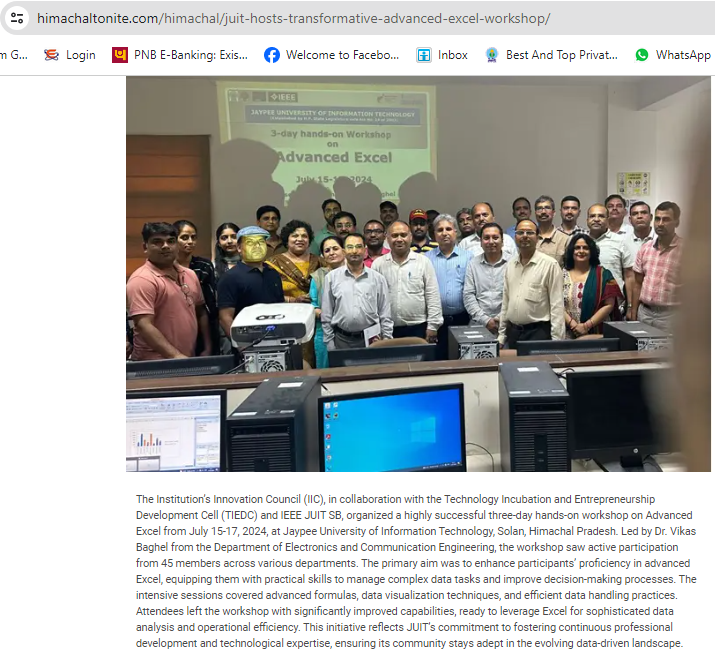 himachaltonite.com/himachal/juit-hosts-transformative-advanced-excel-workshop/
m G... Login PNB E-Banking: Exis... Welcome to Facebo... Inbox Best And Top Privat... WhatsApp
IEEE
JAYPEE UNIVERSITY OF INFORMATION TECHNOLOGY
3-day hands-on Workshop
on
Advanced Excel
July 15-1 2024
The Institution's Innovation Council (IIC), in collaboration with the Technology Incubation and Entrepreneurship
Development Cell (TIEDC) and IEEE JUIT SB, organized a highly successful three-day hands-on workshop on Advanced
Excel from July 15-17, 2024, at Jaypee University of Information Technology, Solan, Himachal Pradesh. Led by Dr. Vikas
Baghel from the Department of Electronics and Communication Engineering, the workshop saw active participation
from 45 members across various departments. The primary aim was to enhance participants' proficiency in advanced
Excel, equipping them with practical skills to manage complex data tasks and improve decision-making processes. The
intensive sessions covered advanced formulas, data visualization techniques, and efficient data handling practices.
Attendees left the workshop with significantly improved capabilities, ready to leverage Excel for sophisticated data
analysis and operational efficiency. This initiative reflects JUIT's commitment to fostering continuous professional
development and technological expertise, ensuring its community stays adept in the evolving data-driven landscape.